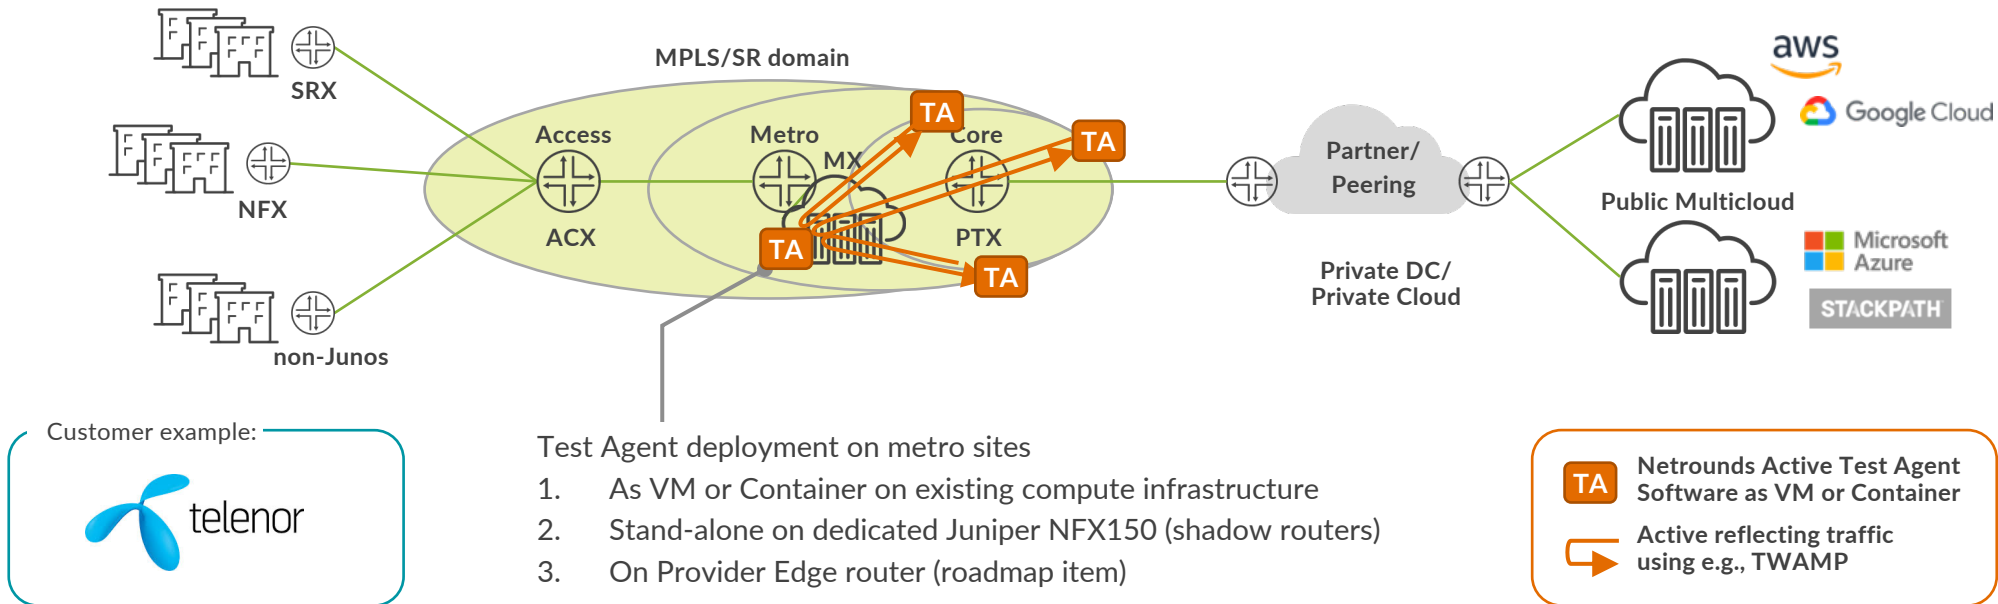 SRX
NFX
non-Junos
MPLS/SR domain
Access
ACX
Metro
MX
Core
PTX
TA
TA
TA
TA
Partner/
Peering
Private DC/
Private Cloud
aws
Google Cloud
Public Multicloud
Microsoft
Azure
STACKPATH
Customer example:
telenor
Test Agent deployment on metro sites
1. As VM or Container on existing compute infrastructure
2. Stand-alone on dedicated Juniper NFX150 (shadow routers)
3. On Provider Edge router (roadmap item)
TA
Netrounds Active Test Agent
Software as VM or Container
Active reflecting traffic
using e.g., TWAMP